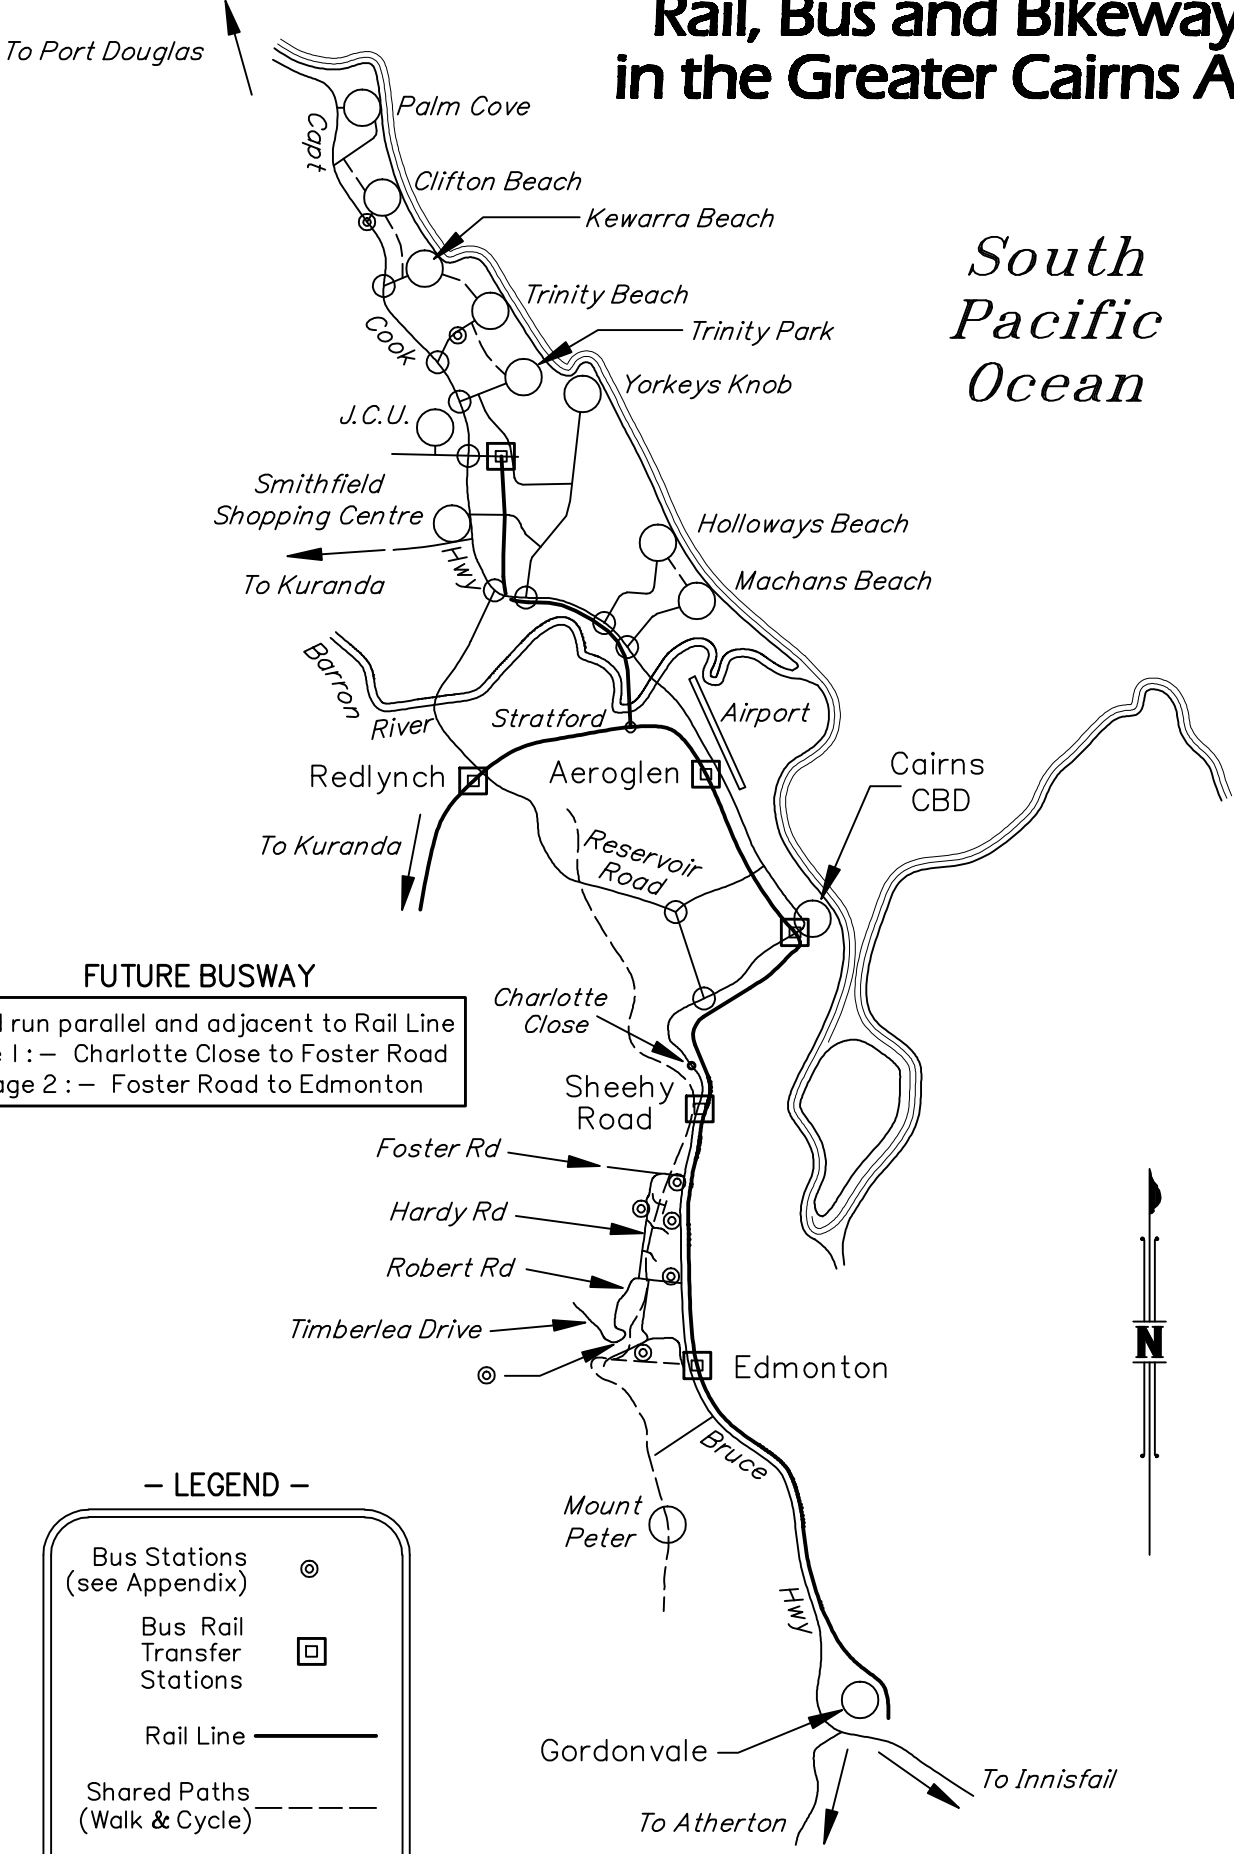 Rail, Bus and Bikeway
in the Greater Cairns A
To Port Douglas
Palm Cove
Capt
Clifton Beach
Kewarra Beach
South
Pacific
Ocean
Trinity Beach
Cook
Trinity Park
Yorkeys Knob
J.C.U.
Smithfield
Shopping Centre
Holloways Beach
Hwy
To Kuranda
Machans Beach
Barron
River
Stratford
Airport
Redlynch
Aeroglen
Cairns
CBD
To Kuranda
Reservoir
Road
FUTURE BUSWAY
l run parallel and adjacent to Rail Line
e 1 :– Charlotte Close to Foster Road
age 2 :– Foster Road to Edmonton
Charlotte
Close
Sheehy
Road
Foster Rd
Hardy Rd
Robert Rd
Timberlea Drive
N
Edmonton
Bruce
Mount
Peter
Hwy
Gordonvale
To Innisfail
To Atherton
– LEGEND –
Bus Stations
(see Appendix)
Bus Rail
Transfer
Stations
Rail Line
Shared Paths
(Walk & Cycle)